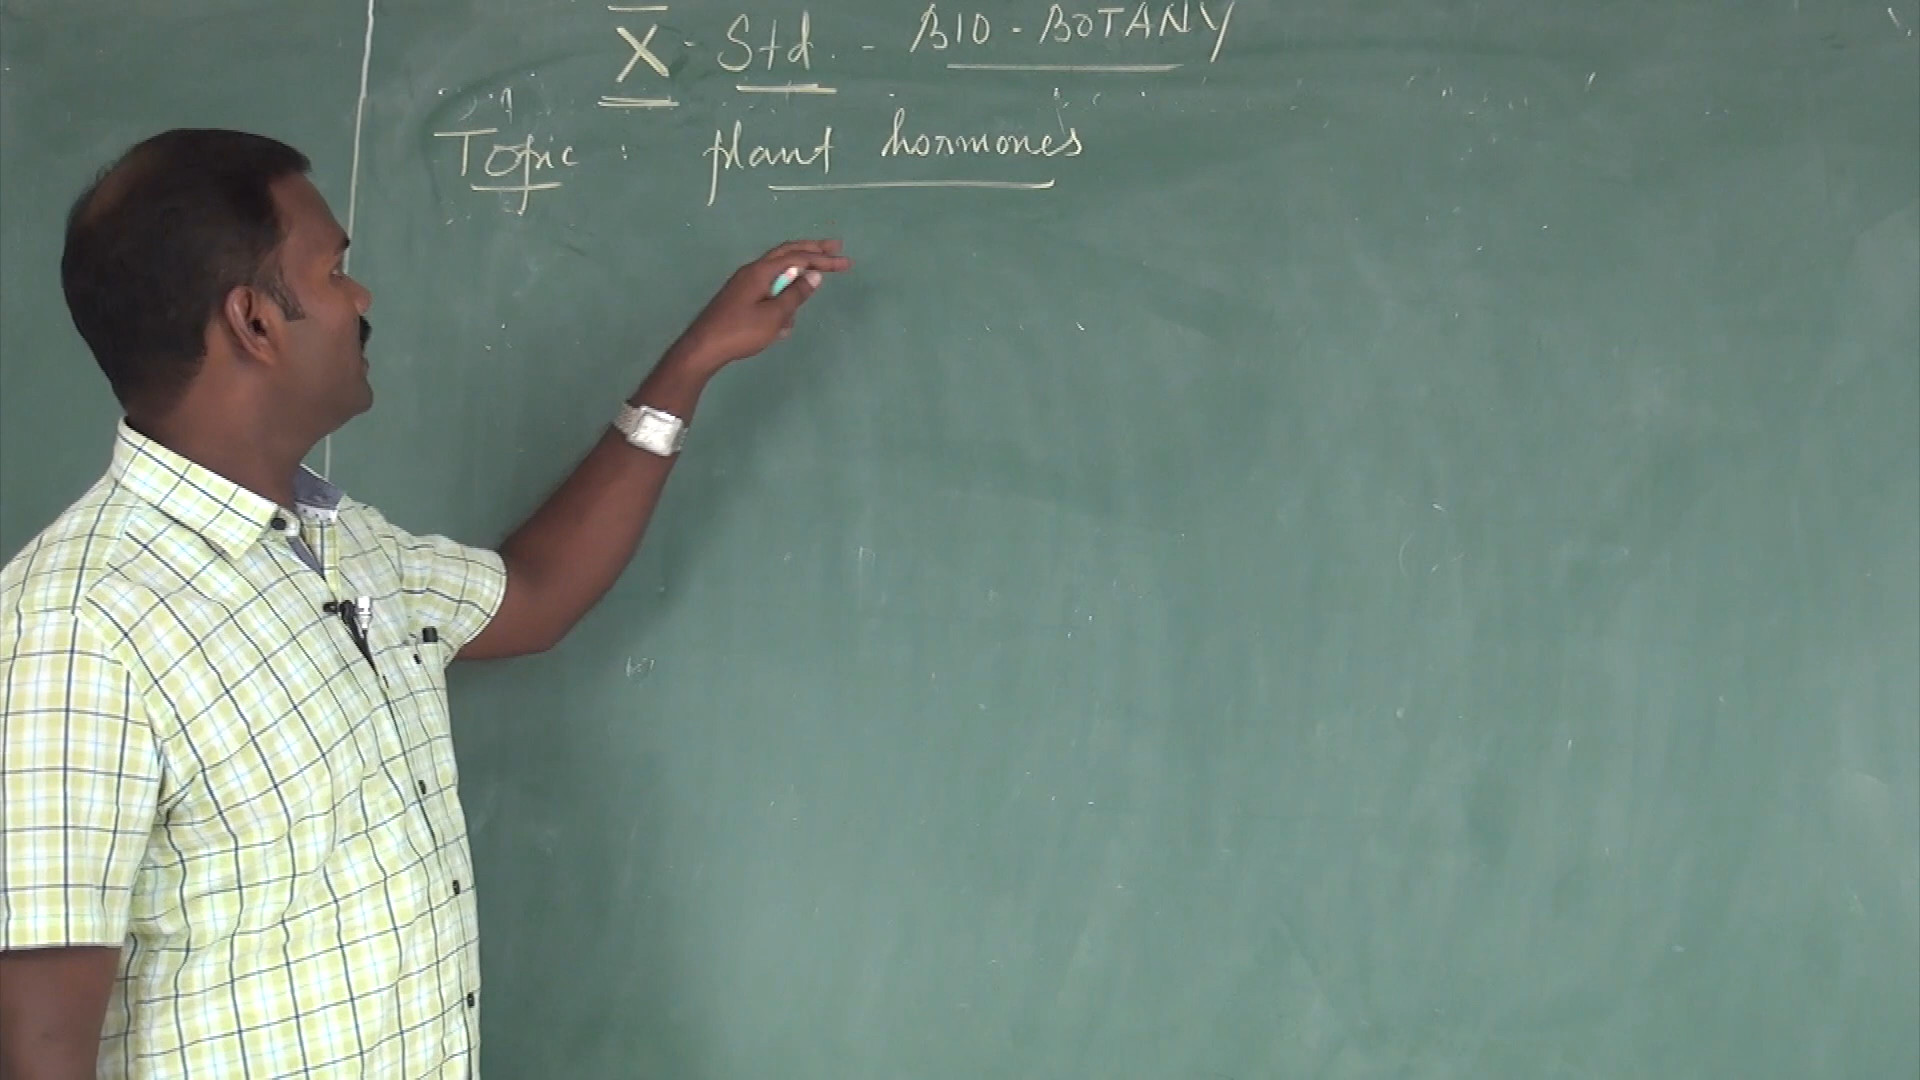 X - Std. - BIO - BOTANY
Topic : plant hormones